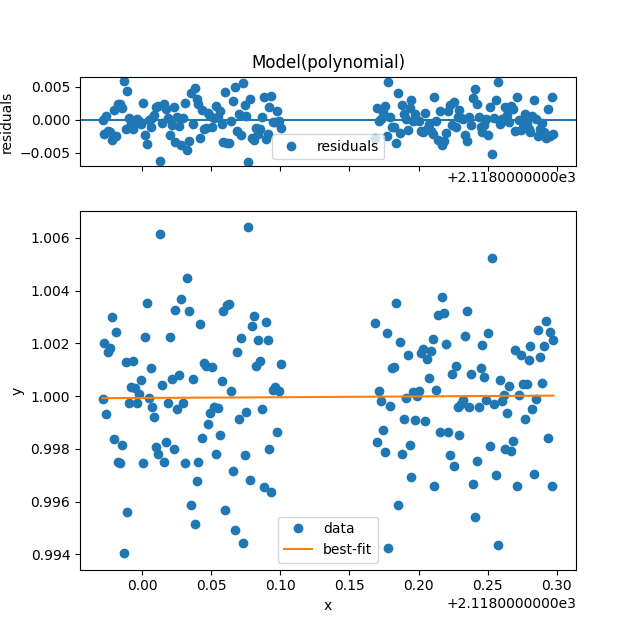 Model(polynomial)
residuals
0.005
0.000
−0.005
residuals
+2.1180000000e3
y
1.006
1.004
1.002
1.000
0.998
0.996
0.994
data
best-fit
0.00 0.05 0.10 0.15 0.20 0.25 0.30
x
+2.1180000000e3